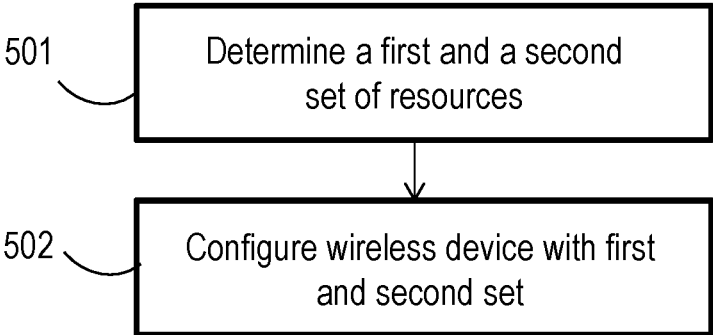 501
Determine a first and a second
set of resources
502
Configure wireless device with first
and second set